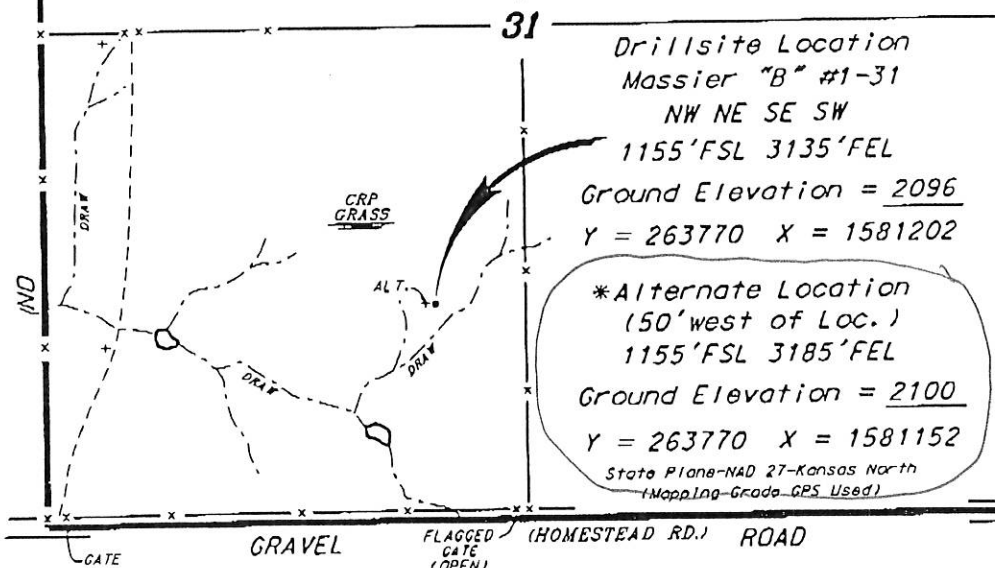 31
Drillsite Location
Massier "B" #1-31
NW NE SE SW
1155'FSL 3135'FEL
Ground Elevation = 2096
Y = 263770 X = 1581202
*Alternate Location
(50'west of Loc.)
1155'FSL 3185'FEL
Ground Elevation = 2100
Y = 263770 X = 1581152
State Plane-NAD 27-Kansas North
(Mapping Grade GPS Used)
DRAW
CRP
GRASS
ALT.
DRAW
DRAW
GATE
GRAVEL
FLAGGED
GATE
(OPEN)
(HOMESTEAD RD.)
ROAD